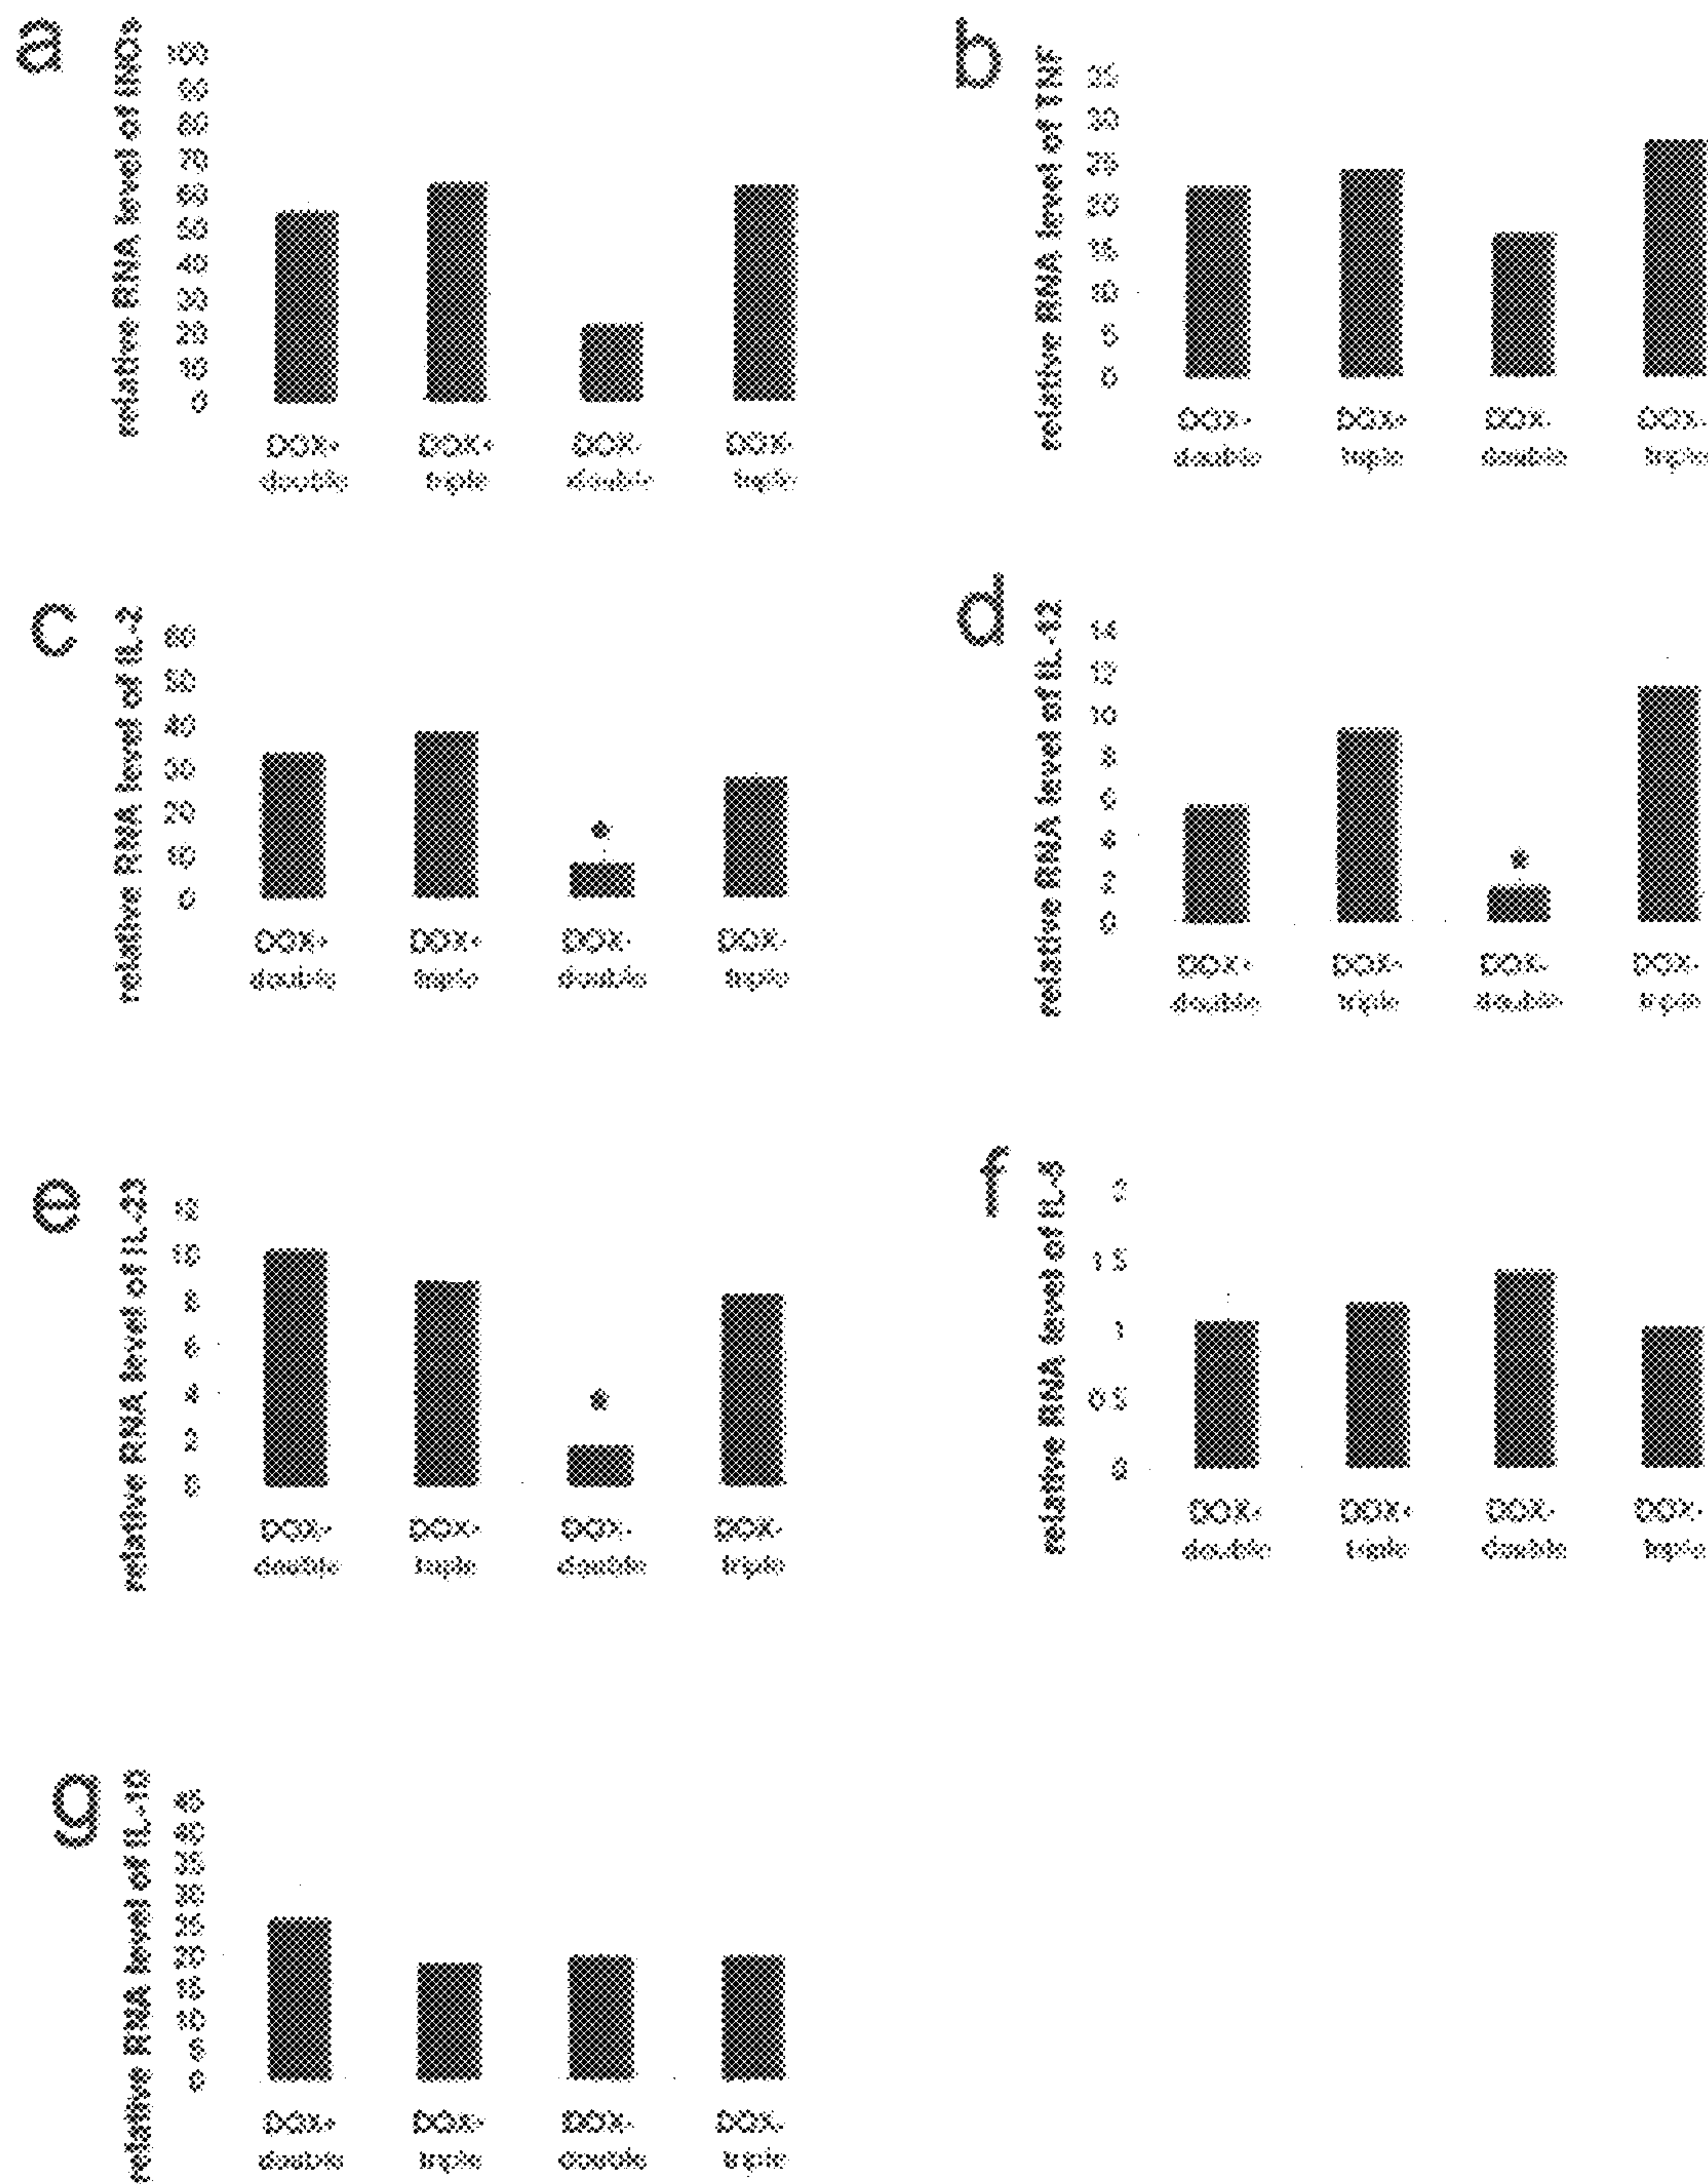 a
relative RNA level of iNOs
100
90
80
70
60
50
40
30
20
10
0
DOX+ DOX+ DOX- DOX-
double triple double triple
b
relative RNA level of TNF
35
30
25
20
15
10
5
0
DOX+ DOX+ DOX- DOX-
double triple double triple
c
relative RNA level of IL-2
60
50
40
30
20
10
0
*
DOX+ DOX+ DOX- DOX-
double triple double triple
d
relative RNA level of IL-12
14
12
10
8
6
4
2
0
*
DOX+ DOX+ DOX- DOX-
double triple double triple
e
relative RNA level of IL-23
12
10
8
6
4
2
0
*
DOX+ DOX+ DOX- DOX-
double triple double triple
f
relative RNA level of
2
1.5
1
0.5
0
DOX+ DOX+ DOX- DOX-
double triple double triple
g
relative RNA level of IL-10
45
40
35
30
25
20
15
10
5
0
DOX+ DOX+ DOX- DOX-
double triple double triple